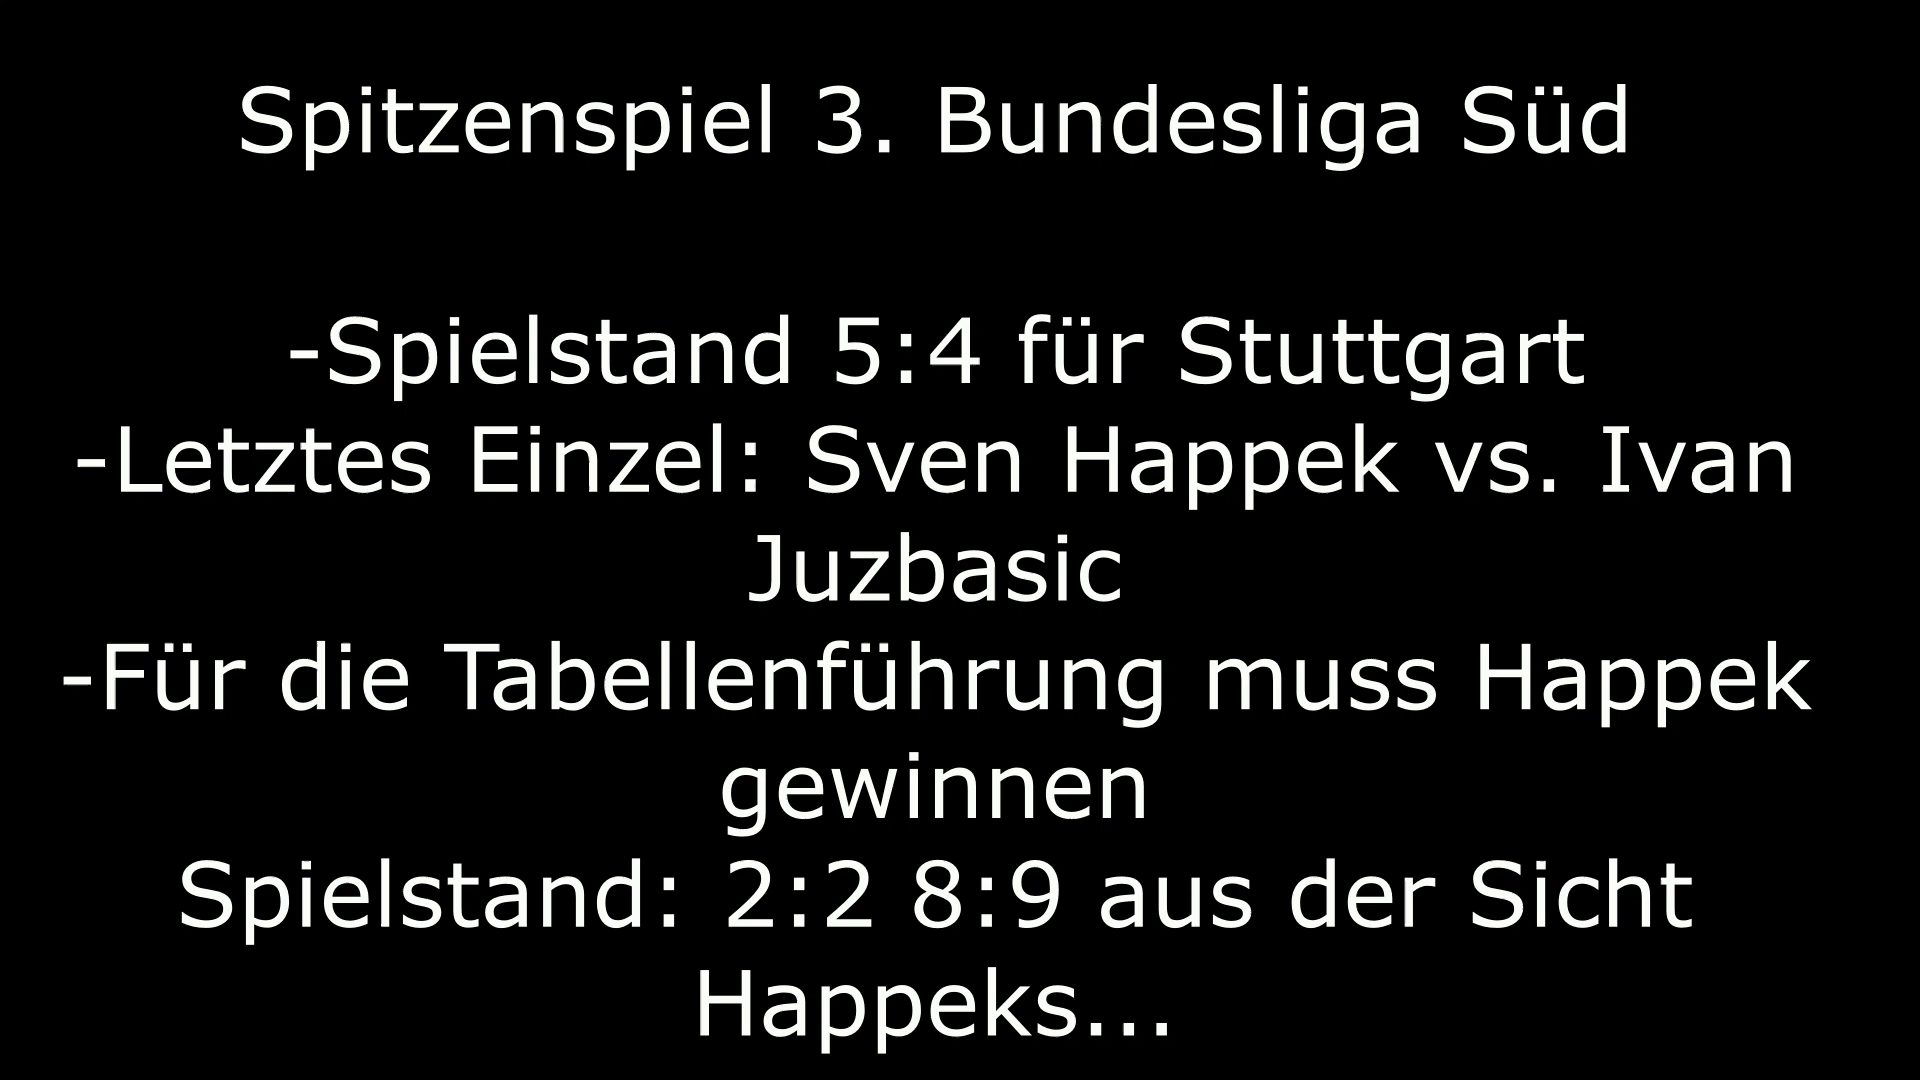 Spitzenspiel 3. Bundesliga Süd
-Spielstand 5:4 für Stuttgart
-Letztes Einzel: Sven Happek vs. Ivan
Juzbasic
-Für die Tabellenführung muss Happek
gewinnen
Spielstand: 2:2 8:9 aus der Sicht
Happeks...